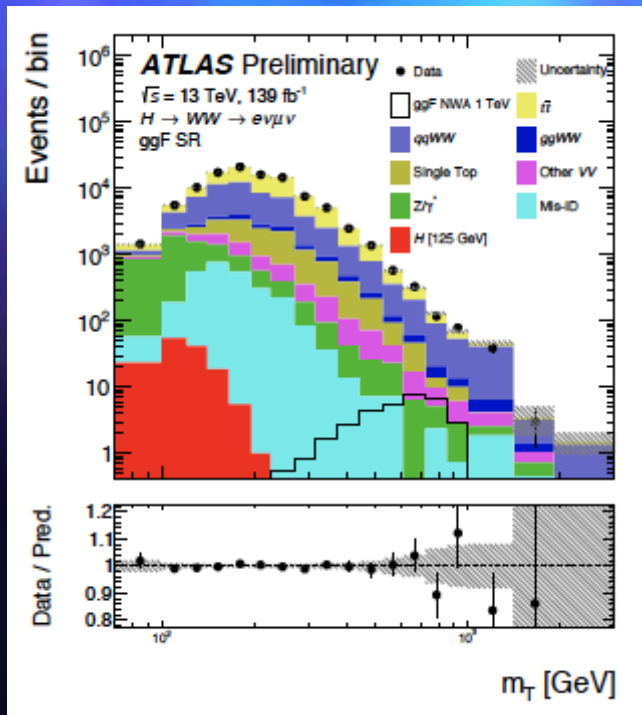 ATLAS Preliminary
√s = 13 TeV, 139 fb⁻¹
H → WW → eνμν
ggF SR
Data
Uncertainty
ggF NWA 1 TeV
tt̄
qqWW
ggWW
Single Top
Other VV
Z/γ*
Mis-ID
H [125 GeV]
Events / bin
10⁶
10⁵
10⁴
10³
10²
10
1
Data / Pred.
1.2
1.1
1
0.9
0.8
10²
10³
m_T [GeV]